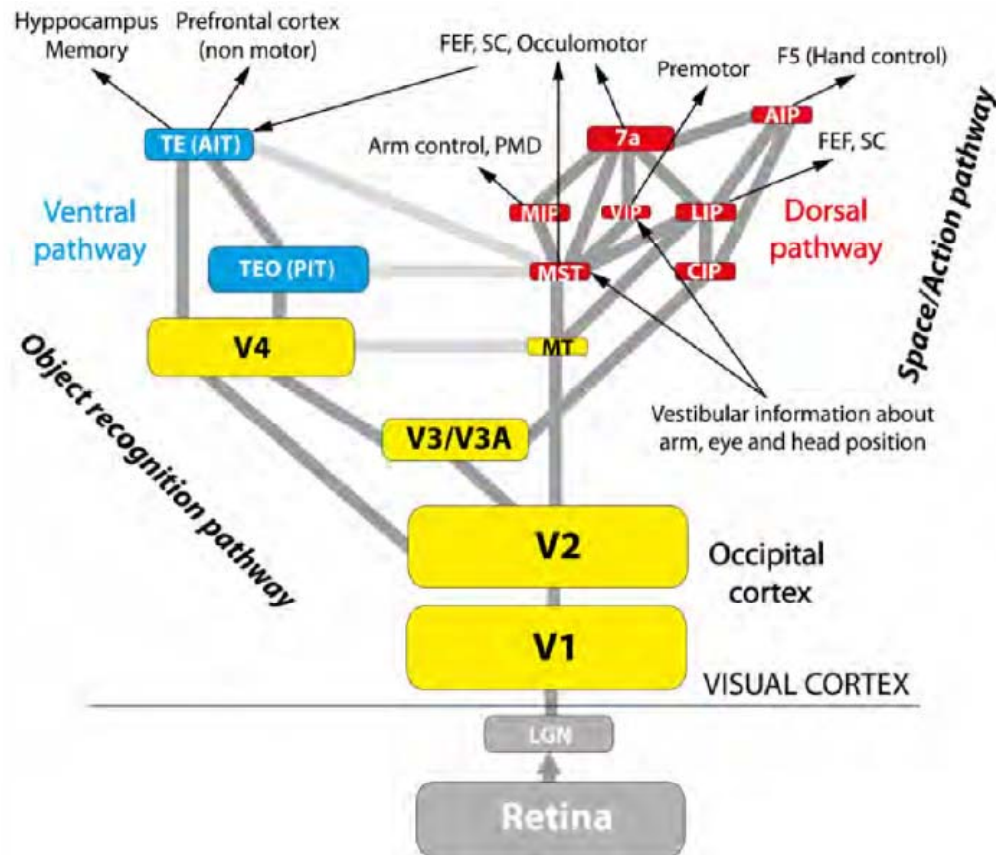 Hyppocampus
Memory
Prefrontal cortex
(non motor)
FEF, SC, Occulomotor
Premotor
F5 (Hand control)
TE (AIT)
Arm control, PMD
7a
AIP
FEF, SC
Ventral
pathway
MIP
VIP
LIP
Dorsal
pathway
Space/Action pathway
TEO (PIT)
MST
CIP
V4
MT
Object recognition pathway
V3/V3A
Vestibular information about
arm, eye and head position
V2
Occipital
cortex
V1
VISUAL CORTEX
LGN
Retina